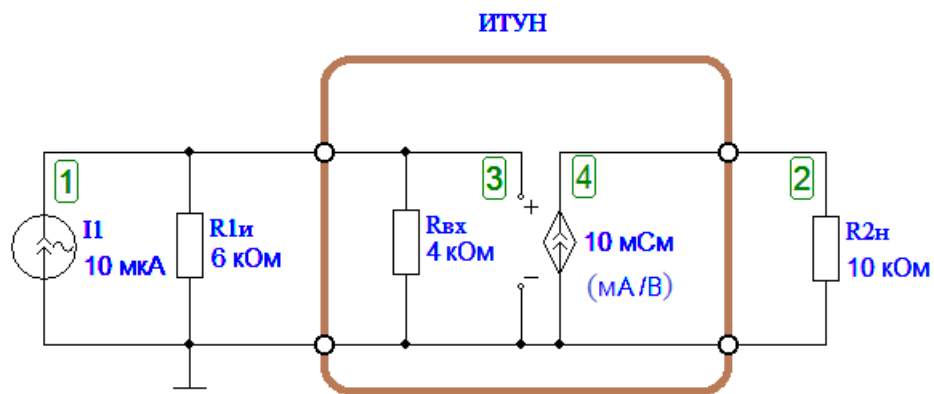 ИТУН
1
I1
10 мкА
R1и
6 кОм
Rвх
4 кОм
3
+
−
4
10 мСм
(мА/В)
2
R2н
10 кОм